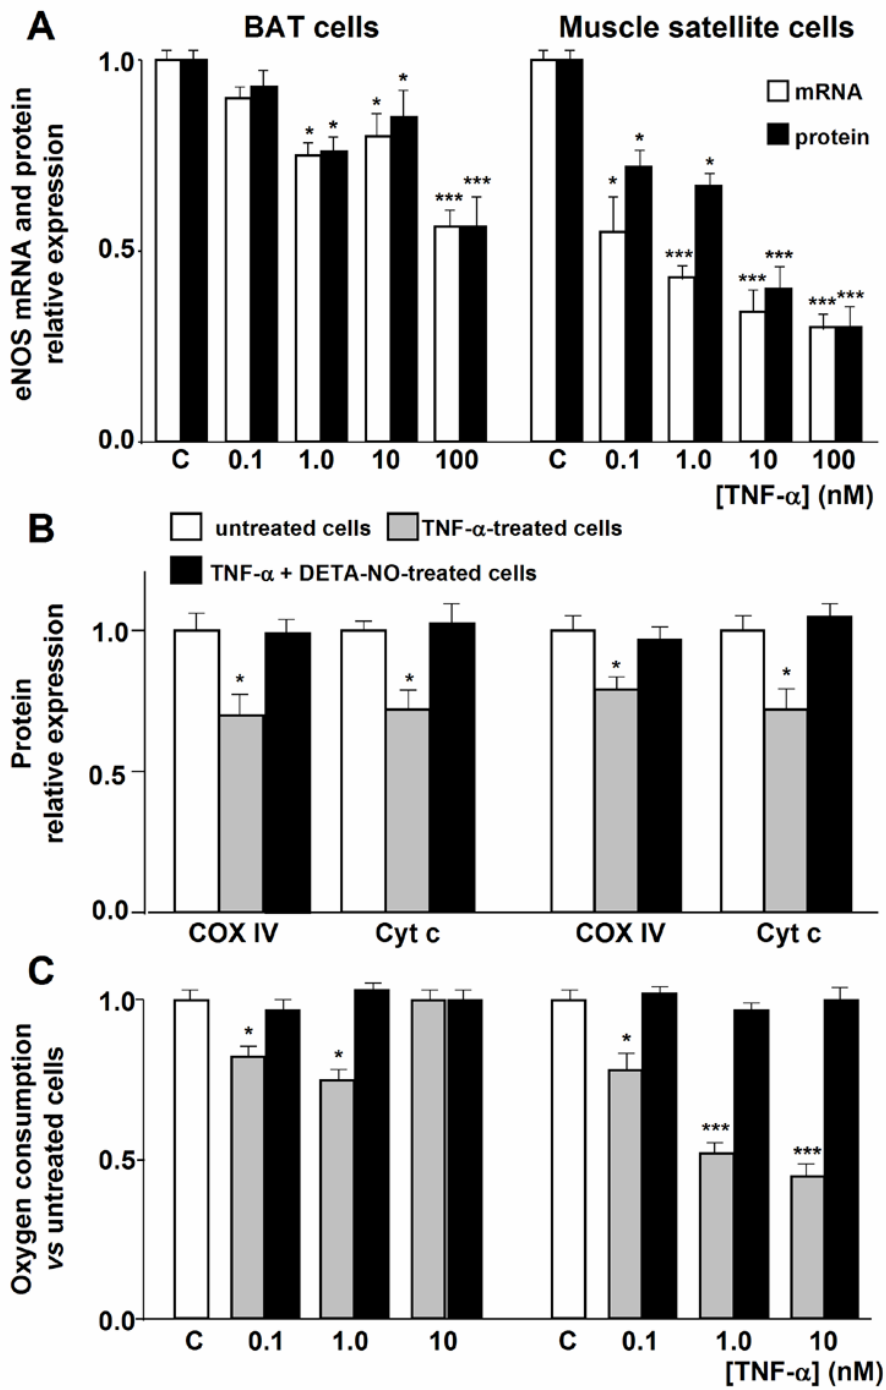 A
BAT cells
Muscle satellite cells
eNOS mRNA and protein
relative expression
1.0
0.5
0.0
* * * * *** ***
* * *** * *** *** *** ***
mRNA
protein
C 0.1 1.0 10 100
C 0.1 1.0 10 100
[TNF-α] (nM)
B
untreated cells
TNF-α-treated cells
TNF-α + DETA-NO-treated cells
Protein
relative expression
1.0
0.5
0.0
* * * *
COX IV Cyt c COX IV Cyt c
C
Oxygen consumption
vs untreated cells
1.0
0.5
0.0
* * * *** ***
C 0.1 1.0 10
C 0.1 1.0 10
[TNF-α] (nM)